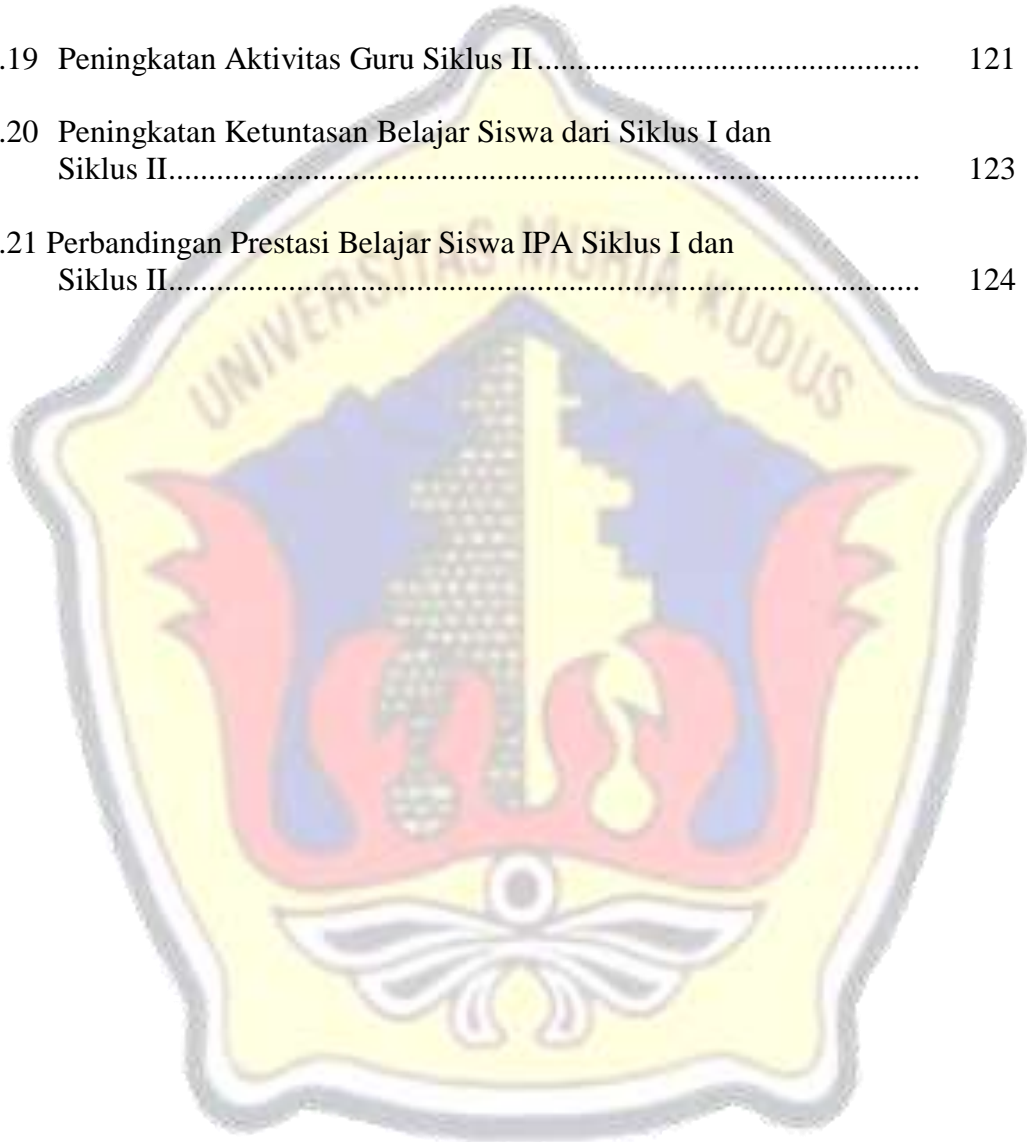 .19 Peningkatan Aktivitas Guru Siklus II ................................................ 121
.20 Peningkatan Ketuntasan Belajar Siswa dari Siklus I dan
Siklus II.............................................................................................. 123
.21 Perbandingan Prestasi Belajar Siswa IPA Siklus I dan
Siklus II.............................................................................................. 124
UNIVERSITAS MURIA KUDUS